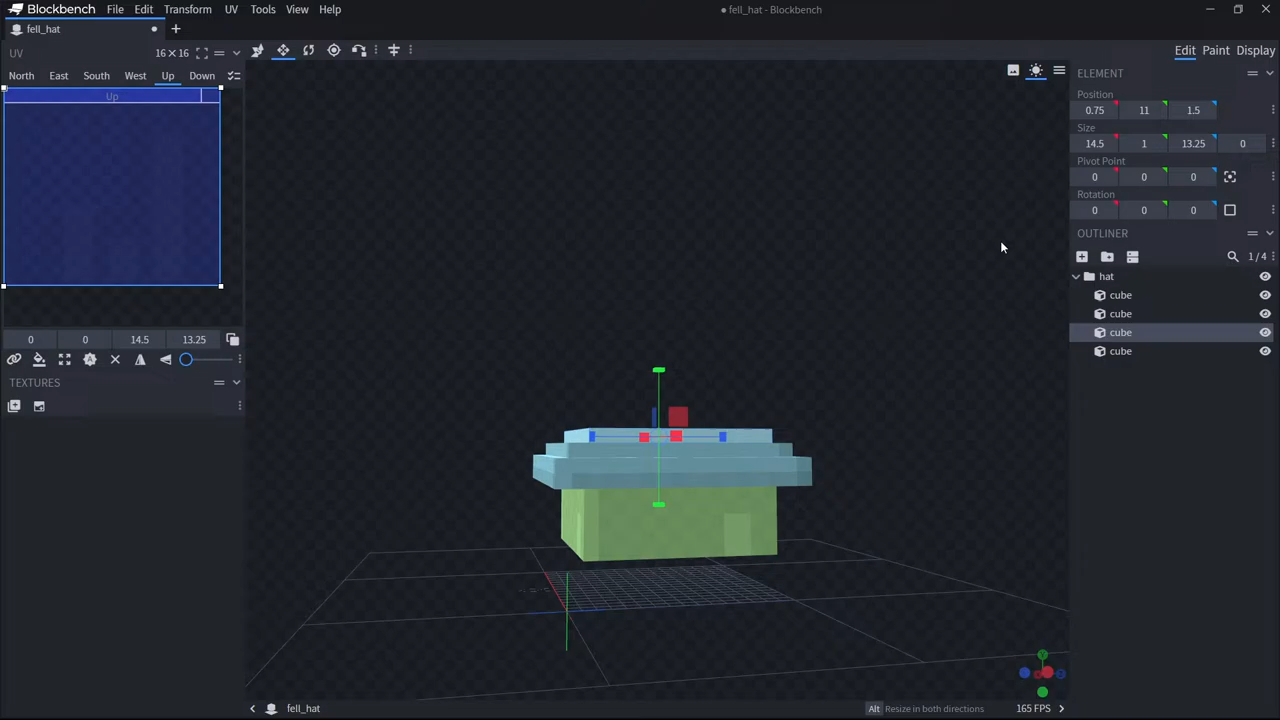 Blockbench File Edit Transform UV Tools View Help
fell_hat - Blockbench
fell_hat
UV 16×16
Edit Paint Display
North East South West Up Down
Up
ELEMENT
Position
0.75 11 1.5
Size
14.5 1 13.25 0
Pivot Point
0 0 0
Rotation
0 0 0
OUTLINER
1/4
hat
cube
cube
cube
cube
0 0 14.5 13.25
TEXTURES
fell_hat
Alt Resize in both directions
165 FPS